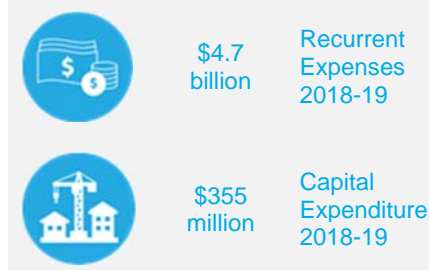 $4.7
billion
Recurrent
Expenses
2018-19
$355
million
Capital
Expenditure
2018-19